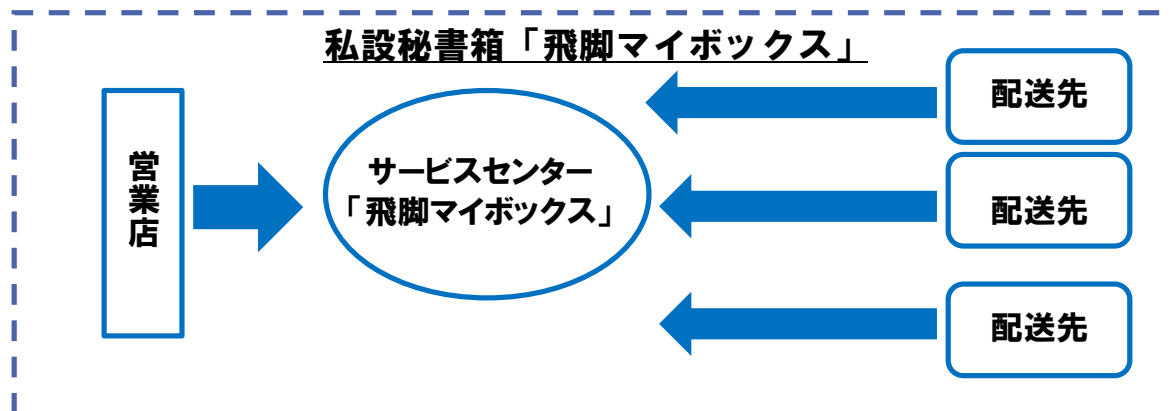 私設秘書箱「飛脚マイボックス」
営業店
サービスセンター
「飛脚マイボックス」
配送先
配送先
配送先